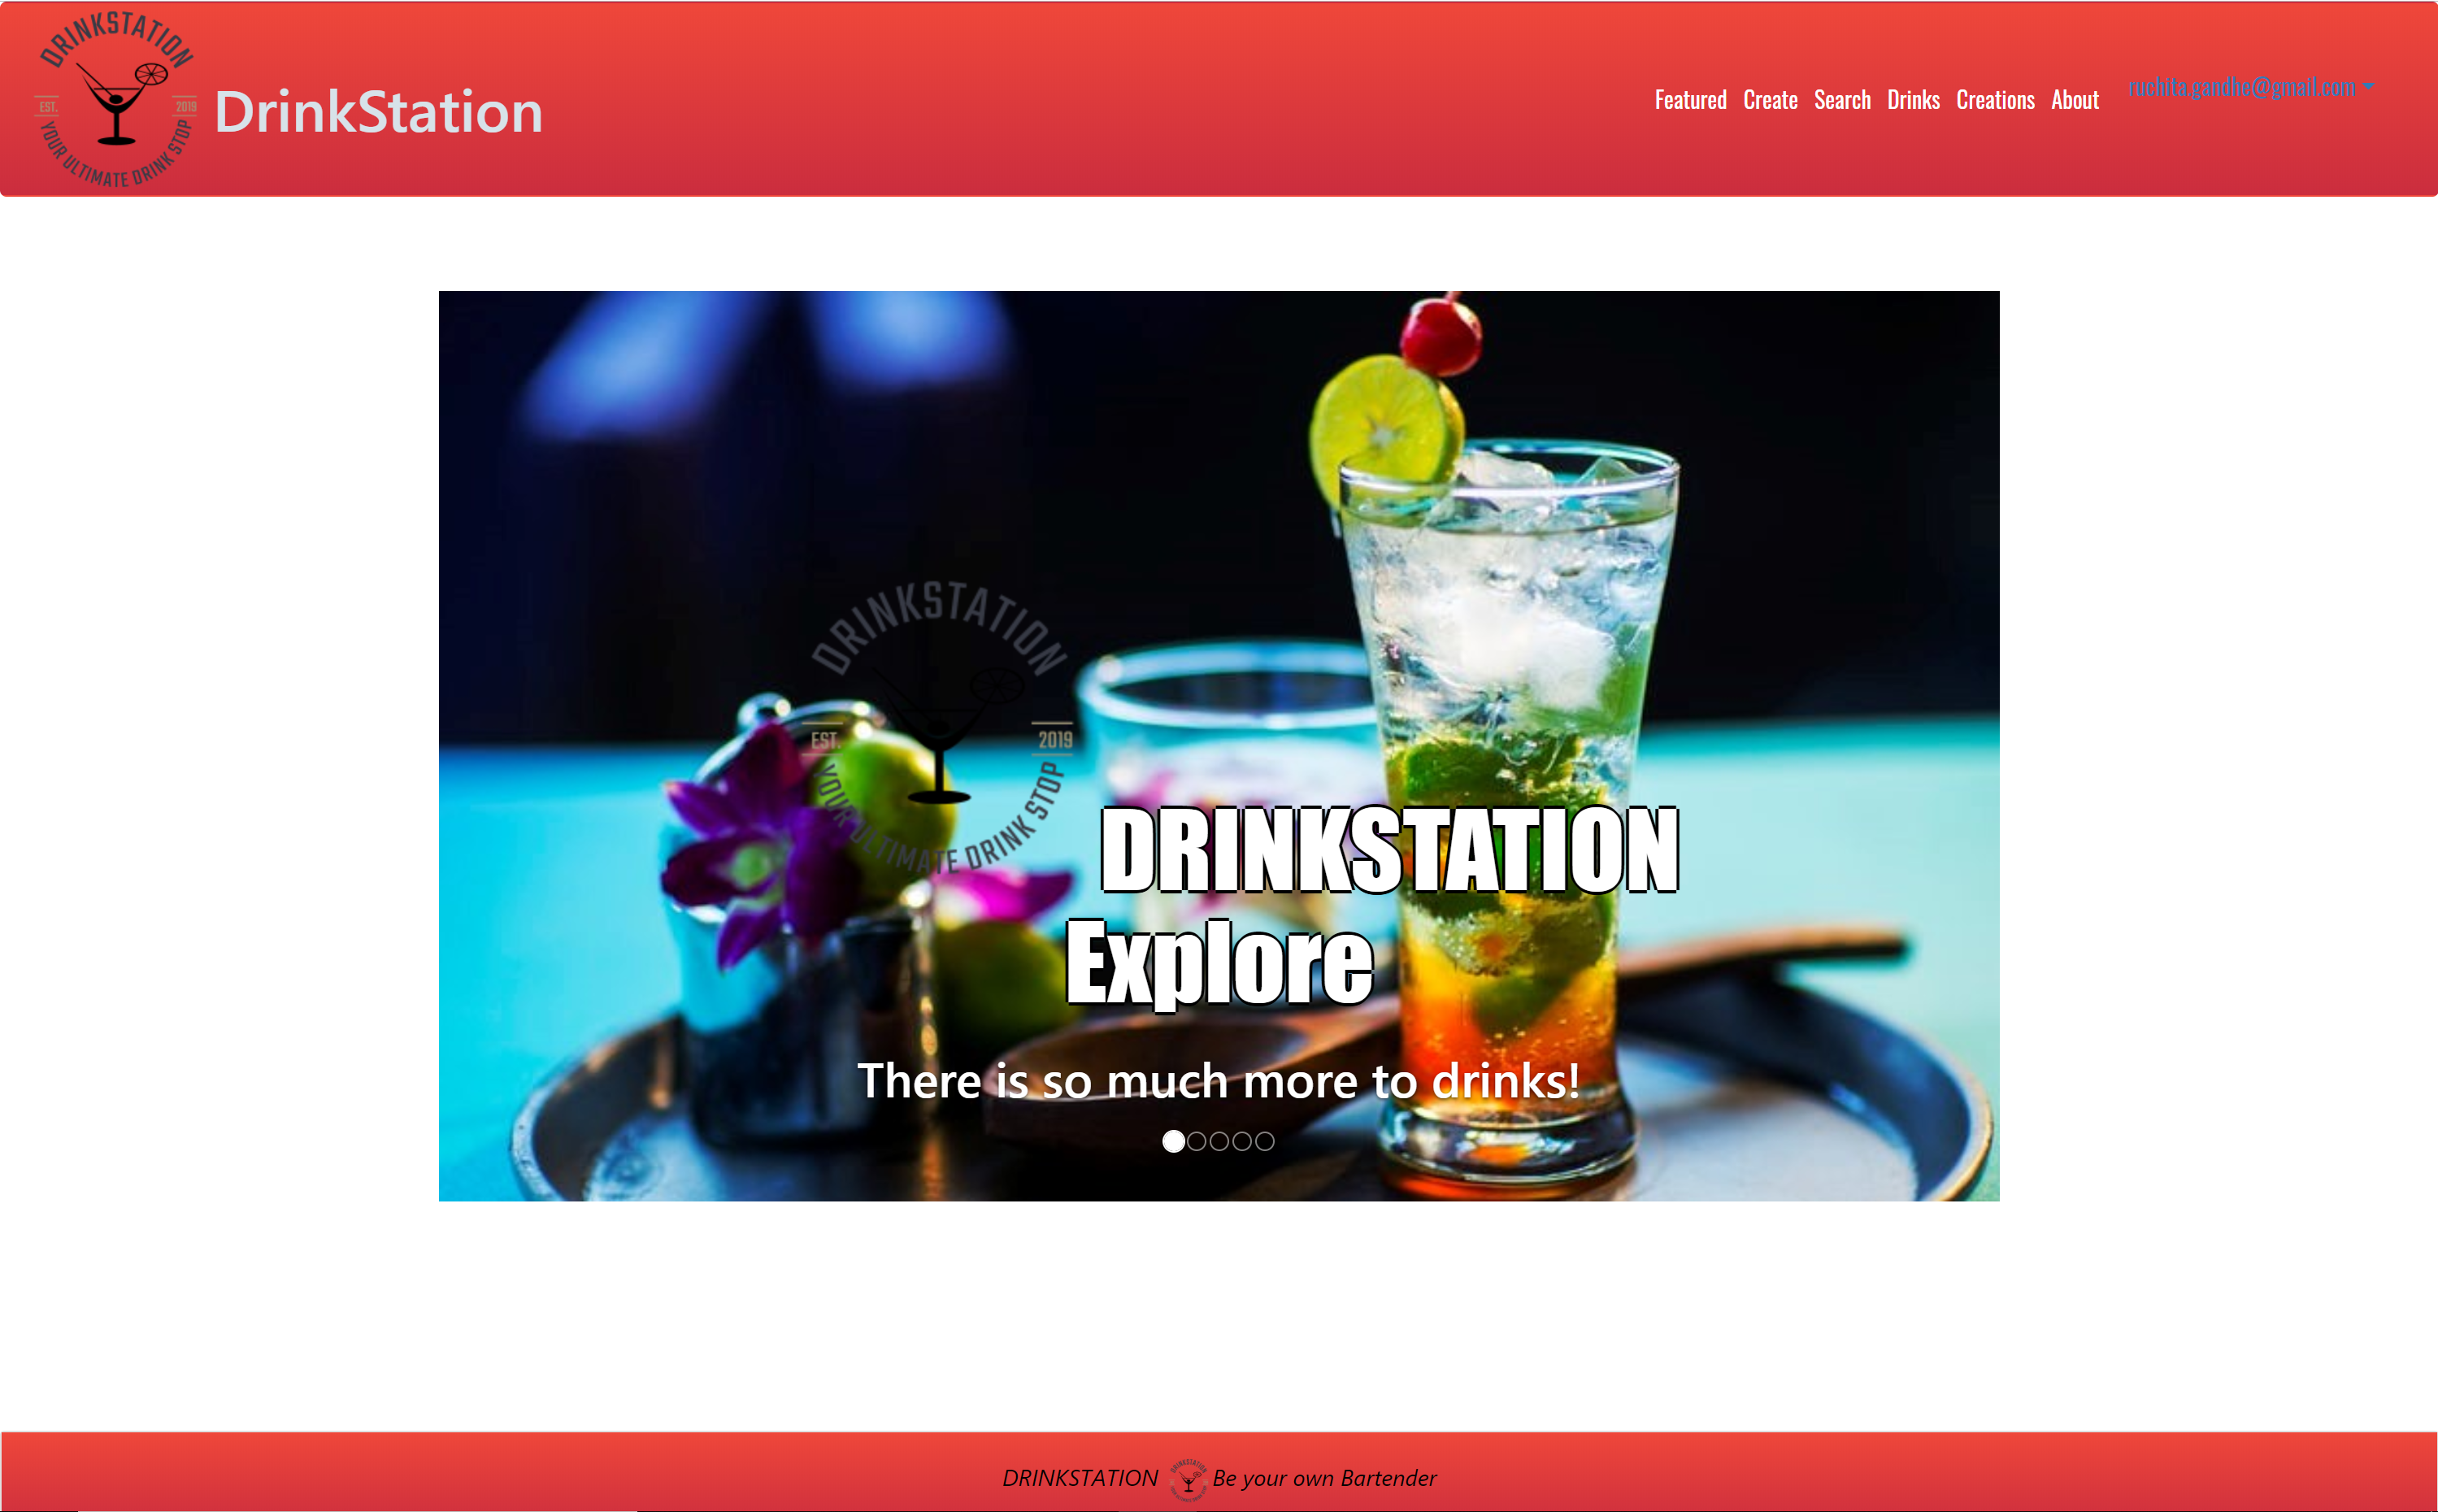 DRINKSTATION
EST. 2019
YOUR ULTIMATE DRINK STOP
DrinkStation
Featured Create Search Drinks Creations About
ruchita.gandhe@gmail.com
DRINKSTATION
EST. 2019
YOUR ULTIMATE DRINK STOP
DRINKSTATION
Explore
There is so much more to drinks!
DRINKSTATION Be your own Bartender